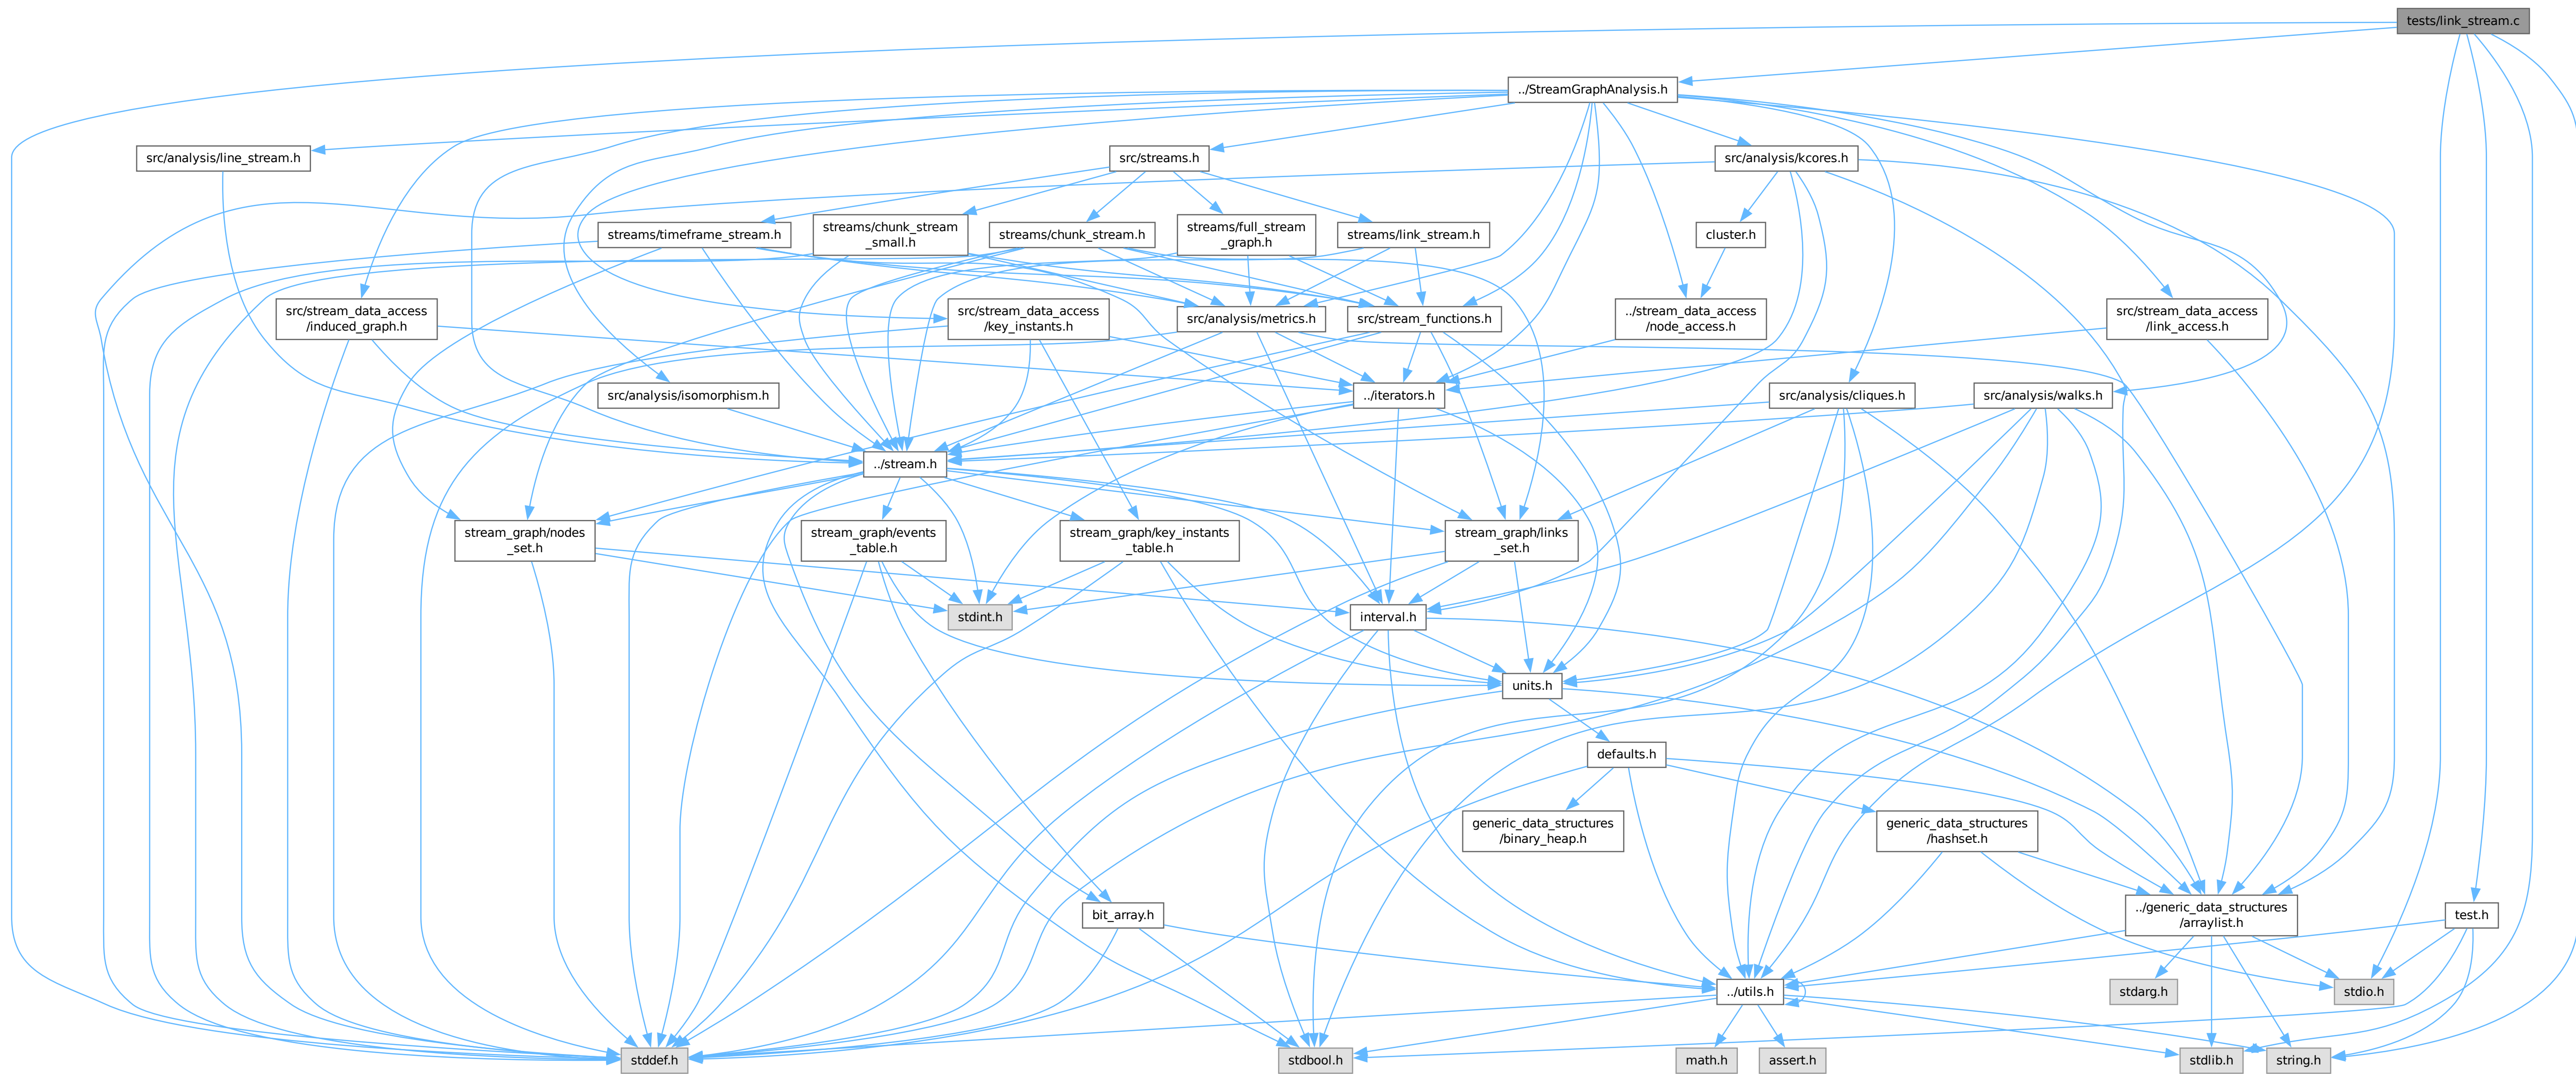 tests/link_stream.c
../StreamGraphAnalysis.h
src/analysis/line_stream.h
src/streams.h
src/analysis/kcores.h
streams/timeframe_stream.h
streams/chunk_stream
_small.h
streams/chunk_stream.h
streams/full_stream
_graph.h
streams/link_stream.h
cluster.h
src/stream_data_access
/induced_graph.h
src/stream_data_access
/key_instants.h
src/analysis/metrics.h
src/stream_functions.h
../stream_data_access
/node_access.h
src/stream_data_access
/link_access.h
src/analysis/isomorphism.h
../iterators.h
src/analysis/cliques.h
src/analysis/walks.h
../stream.h
stream_graph/nodes
_set.h
stream_graph/events
_table.h
stream_graph/key_instants
_table.h
stream_graph/links
_set.h
stdint.h
interval.h
units.h
defaults.h
generic_data_structures
/binary_heap.h
generic_data_structures
/hashset.h
bit_array.h
../generic_data_structures
/arraylist.h
test.h
../utils.h
stdarg.h
stdio.h
stddef.h
stdbool.h
math.h
assert.h
stdlib.h
string.h